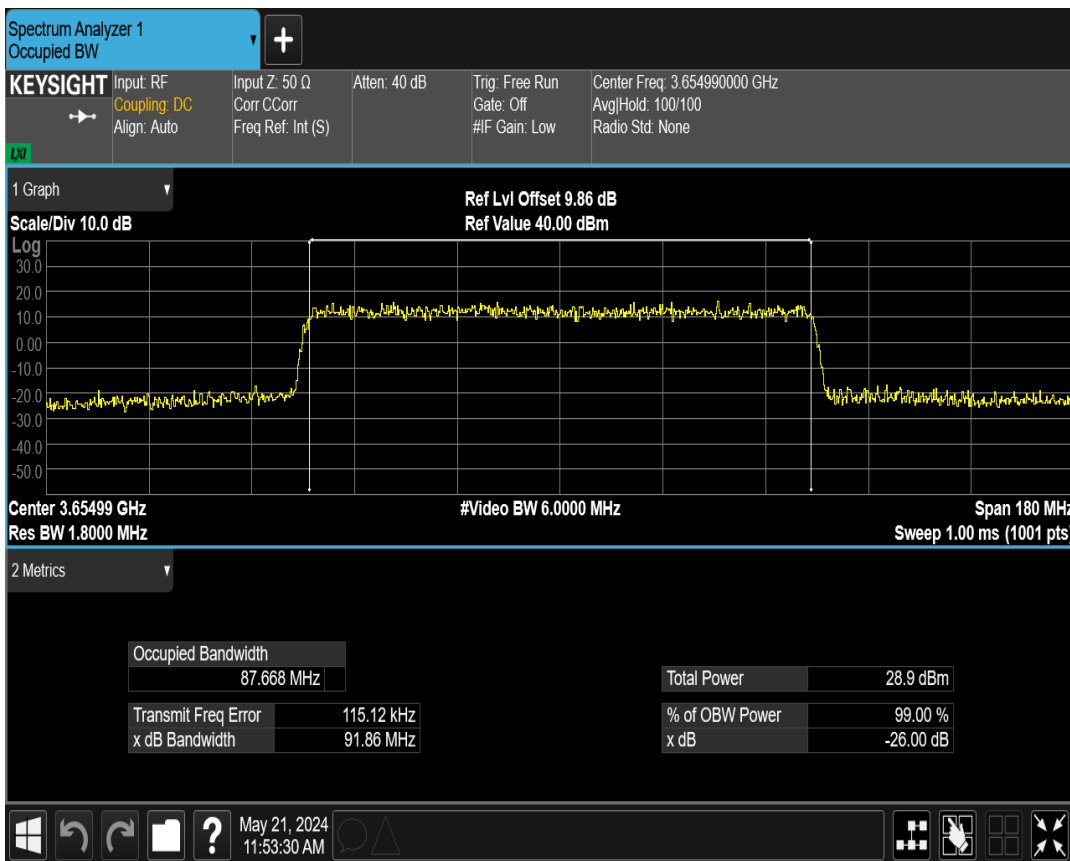 Spectrum Analyzer 1
Occupied BW
+
KEYSIGHT
LXI
Input: RF
Coupling: DC
Align: Auto
Input Z: 50 Ω
Corr CCorr
Freq Ref: Int (S)
Atten: 40 dB
Trig: Free Run
Gate: Off
#IF Gain: Low
Center Freq: 3.654990000 GHz
Avg|Hold: 100/100
Radio Std: None
1 Graph
Scale/Div 10.0 dB
Ref Lvl Offset 9.86 dB
Ref Value 40.00 dBm
Log
30.0
20.0
10.0
0.00
-10.0
-20.0
-30.0
-40.0
-50.0
Center 3.65499 GHz
Res BW 1.8000 MHz
#Video BW 6.0000 MHz
Span 180 MHz
Sweep 1.00 ms (1001 pts)
2 Metrics
Occupied Bandwidth
87.668 MHz
Transmit Freq Error 115.12 kHz
x dB Bandwidth 91.86 MHz
Total Power 28.9 dBm
% of OBW Power 99.00 %
x dB -26.00 dB
?
May 21, 2024
11:53:30 AM